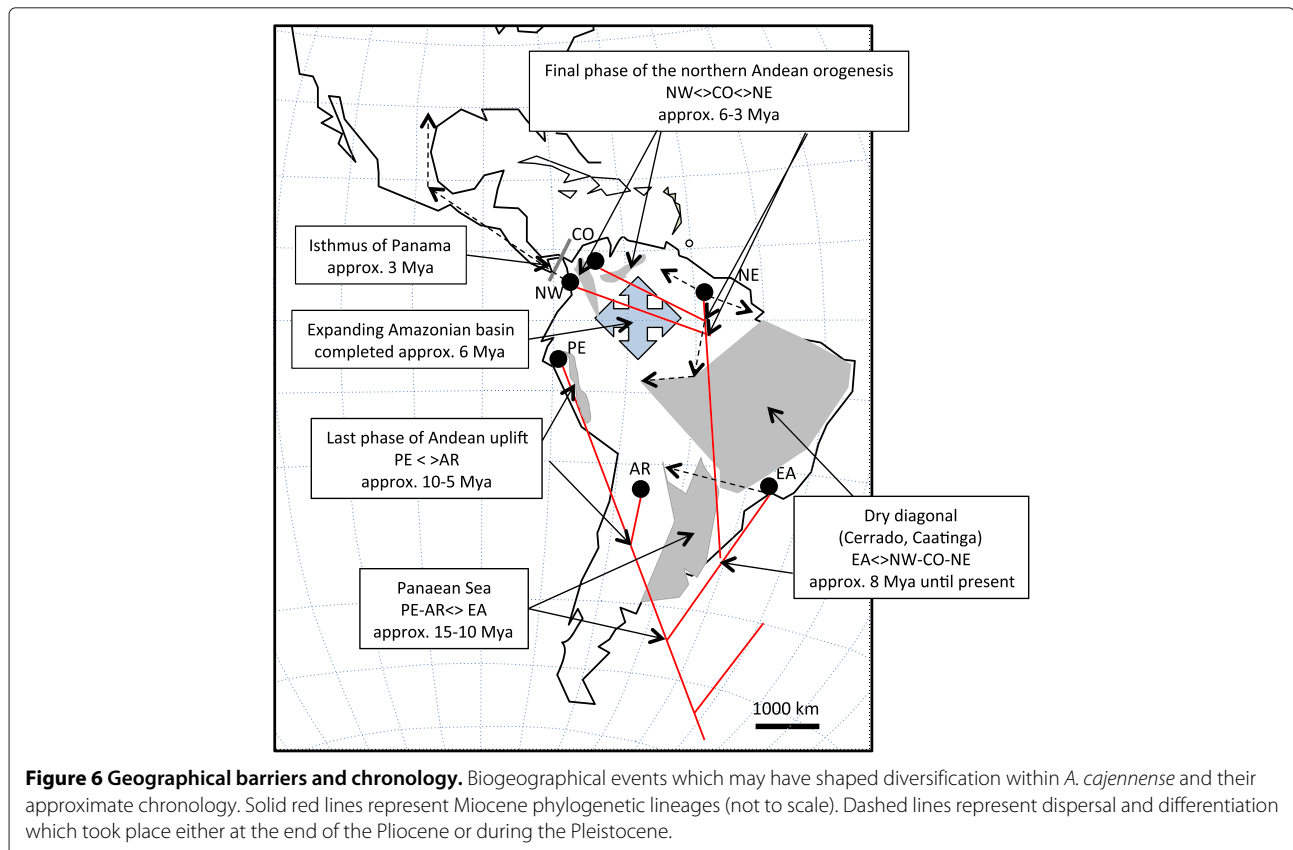 Final phase of the northern Andean orogenesis
NW<>CO<>NE
approx. 6-3 Mya
CO
Isthmus of Panama
approx. 3 Mya
NE
NW
Expanding Amazonian basin
completed approx. 6 Mya
PE
Last phase of Andean uplift
PE < >AR
approx. 10-5 Mya
AR
EA
Dry diagonal
(Cerrado, Caatinga)
EA<>NW-CO-NE
approx. 8 Mya until present
Panaean Sea
PE-AR<> EA
approx. 15-10 Mya
1000 km
Figure 6 Geographical barriers and chronology. Biogeographical events which may have shaped diversification within A. cajennense and their
approximate chronology. Solid red lines represent Miocene phylogenetic lineages (not to scale). Dashed lines represent dispersal and differentiation
which took place either at the end of the Pliocene or during the Pleistocene.